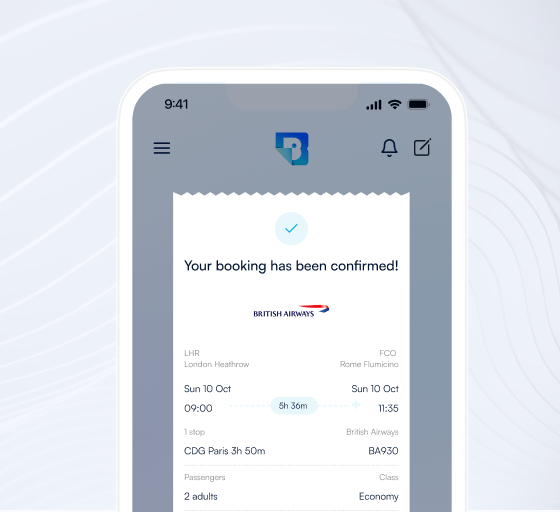 9:41
B
Your booking has been confirmed!
BRITISH AIRWAYS
LHR FCO
London Heathrow Rome Flumicino
Sun 10 Oct Sun 10 Oct
09:00 5h 36m 11:35
1 stop British Airways
CDG Paris 3h 50m BA930
Passengers Class
2 adults Economy